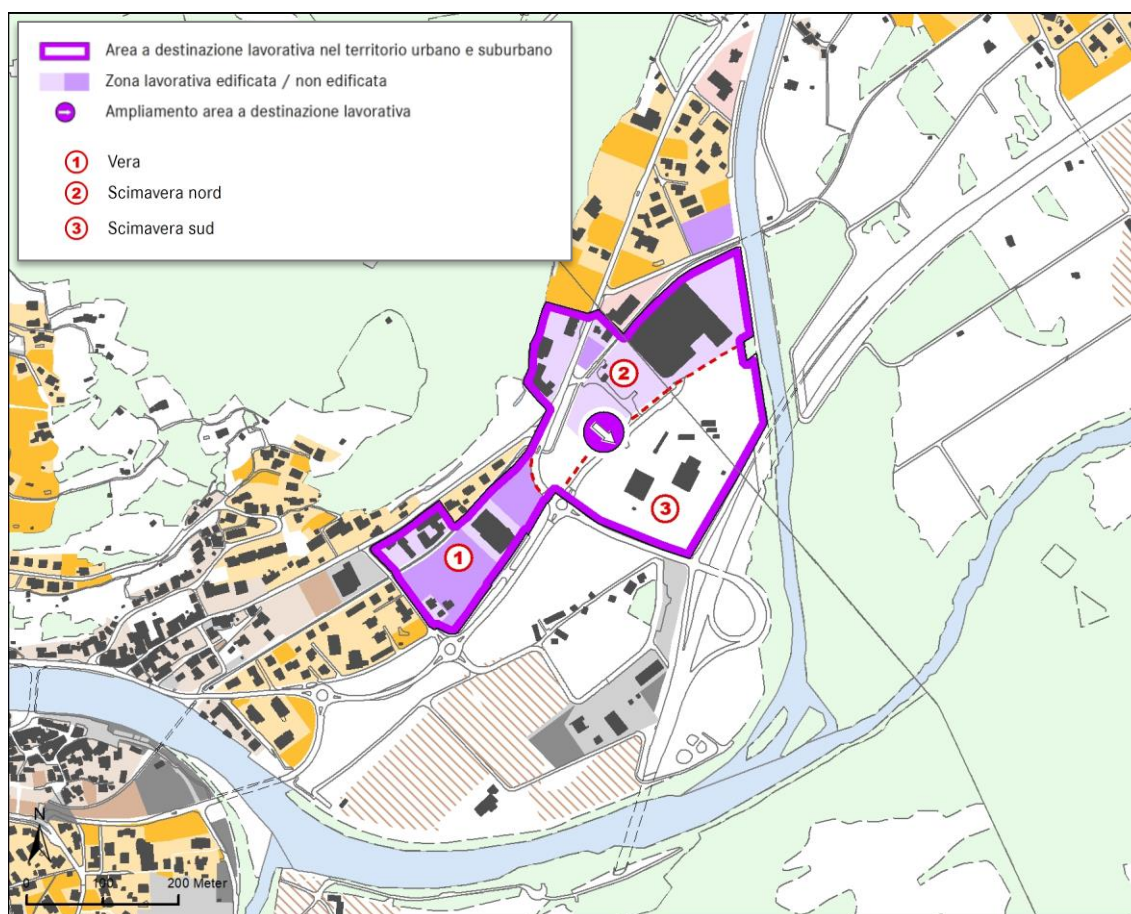 Area a destinazione lavorativa nel territorio urbano e suburbano
Zona lavorativa edificata / non edificata
Ampliamento area a destinazione lavorativa
1 Vera
2 Scimavera nord
3 Scimavera sud
2
1
3
N
0 100 200 Meter